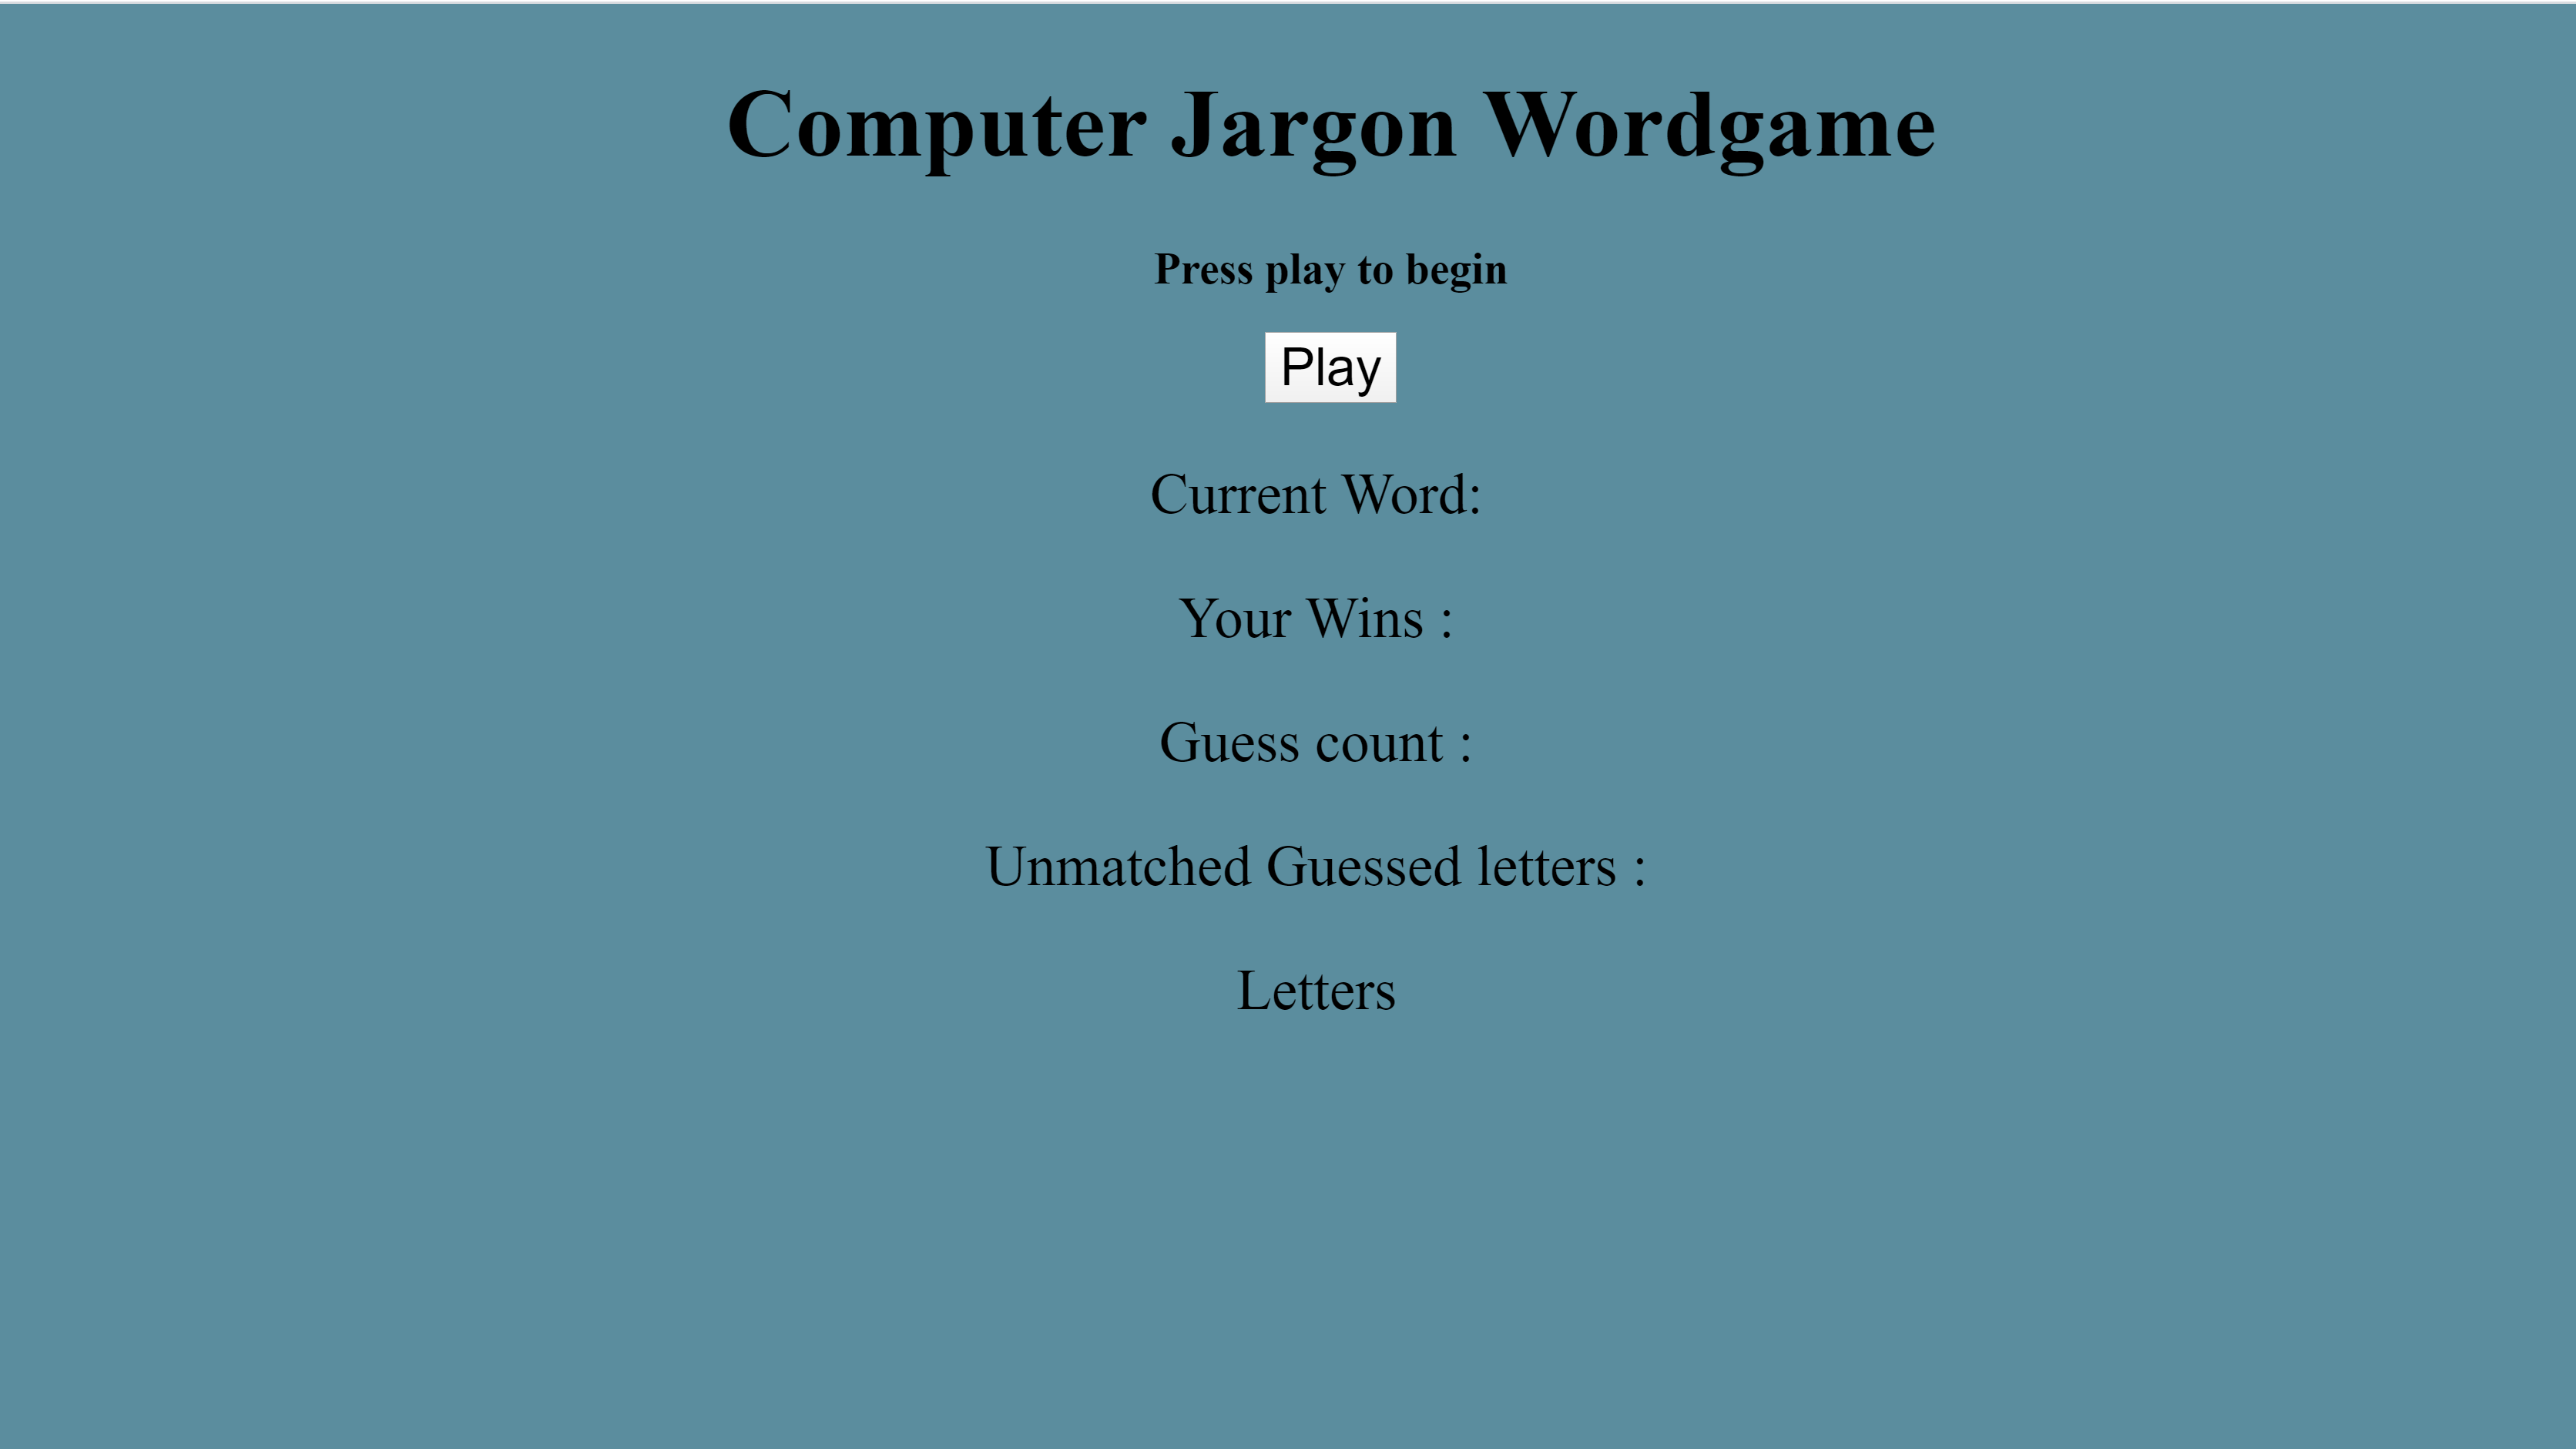 Computer Jargon Wordgame
Press play to begin
Play
Current Word:
Your Wins :
Guess count :
Unmatched Guessed letters :
Letters